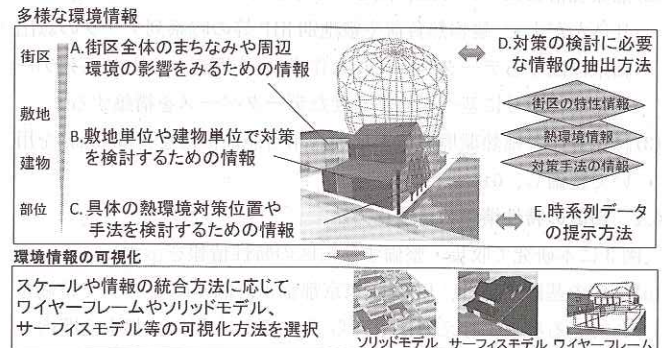 多様な環境情報
街区
敷地
建物
部位
A.街区全体のまちなみや周辺
環境の影響をみるための情報
B.敷地単位や建物単位で対策
を検討するための情報
C.具体の熱環境対策位置や
手法を検討するための情報
D.対策の検討に必要
な情報の抽出方法
街区の特性情報
熱環境情報
対策手法の情報
E.時系列データ
の提示方法
環境情報の可視化
スケールや情報の統合方法に応じて
ワイヤーフレームやソリッドモデル、
サーフィスモデル等の可視化方法を選択
ソリッドモデル サーフィスモデル ワイヤーフレーム